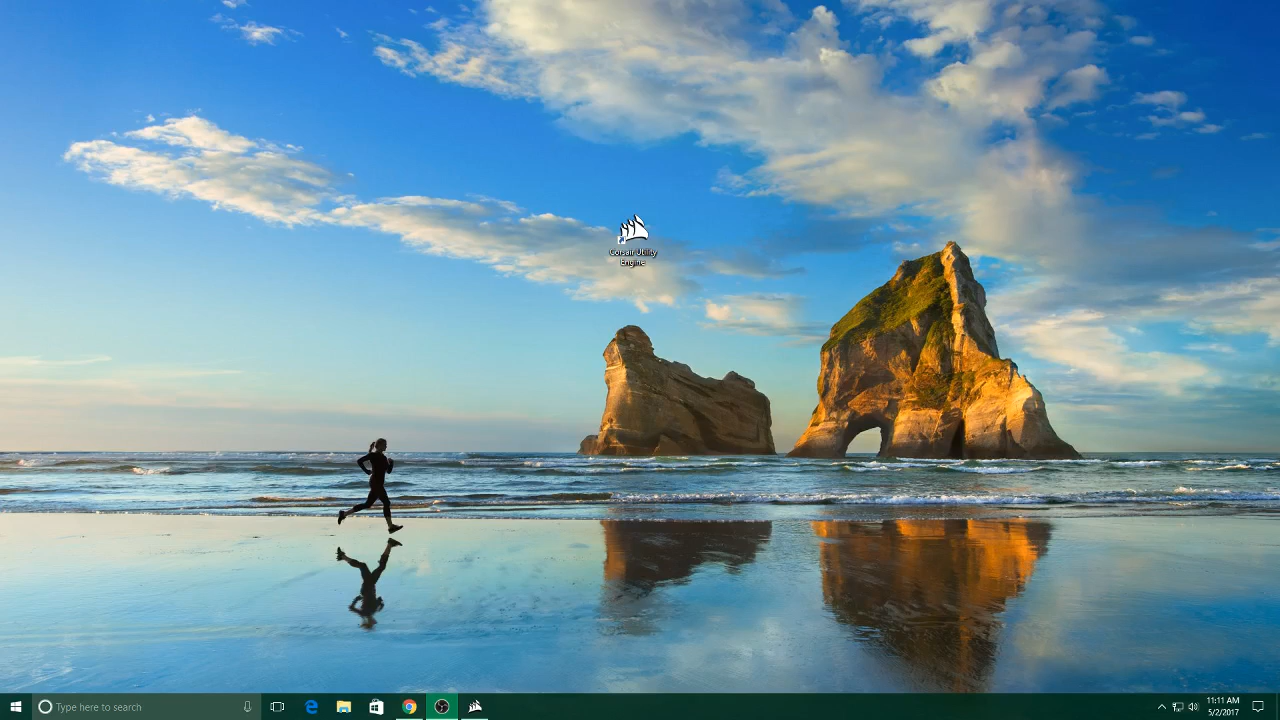 Corsair Utility
Engine
Type here to search
11:11 AM
5/2/2017